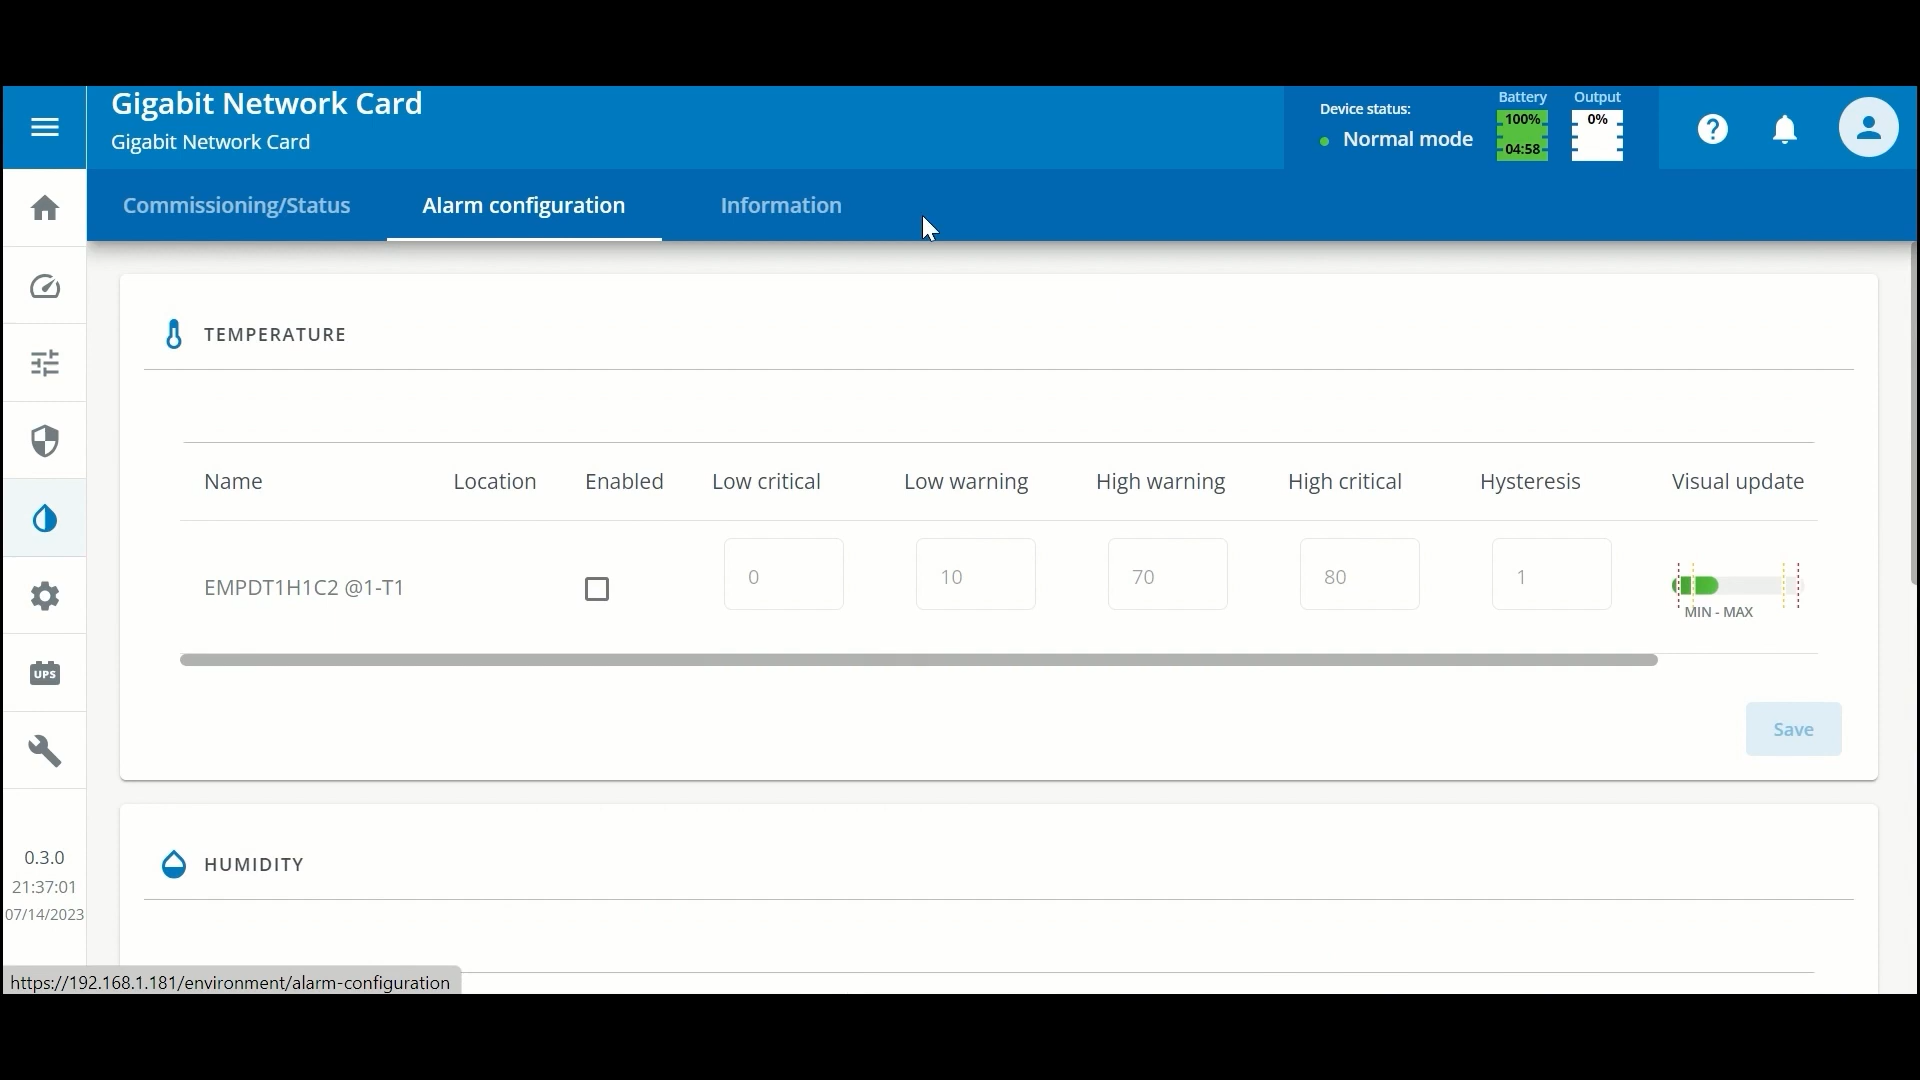 Gigabit Network Card
Gigabit Network Card
Device status:
Normal mode
Battery
100%
04:58
Output
0%
Commissioning/Status
Alarm configuration
Information
TEMPERATURE
Name Location Enabled Low critical Low warning High warning High critical Hysteresis Visual update
EMPDT1H1C2 @1-T1 0 10 70 80 1
MIN - MAX
Save
UPS
HUMIDITY
0.3.0
21:37:01
07/14/2023
https://192.168.1.181/environment/alarm-configuration